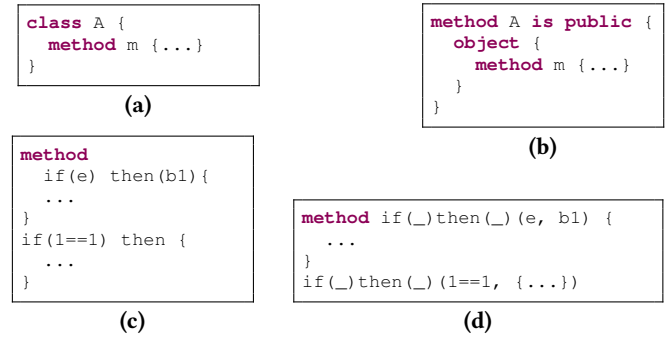 class A {
  method m {...}
}
(a)
method A is public {
  object {
    method m {...}
  }
}
(b)
method
  if(e) then(b1){
  ...
}
if(1==1) then {
  ...
}
(c)
method if(_)then(_)(e, b1) {
  ...
}
if(_)then(_)(1==1, {...})
(d)